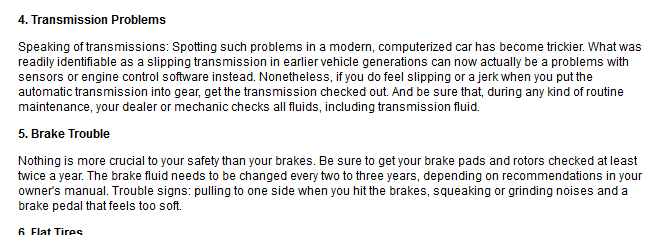 4. Transmission Problems
Speaking of transmissions: Spotting such problems in a modern, computerized car has become trickier. What was
readily identifiable as a slipping transmission in earlier vehicle generations can now actually be a problems with
sensors or engine control software instead. Nonetheless, if you do feel slipping or a jerk when you put the
automatic transmission into gear, get the transmission checked out. And be sure that, during any kind of routine
maintenance, your dealer or mechanic checks all fluids, including transmission fluid.
5. Brake Trouble
Nothing is more crucial to your safety than your brakes. Be sure to get your brake pads and rotors checked at least
twice a year. The brake fluid needs to be changed every two to three years, depending on recommendations in your
owner's manual. Trouble signs: pulling to one side when you hit the brakes, squeaking or grinding noises and a
brake pedal that feels too soft.
6. Flat Tires